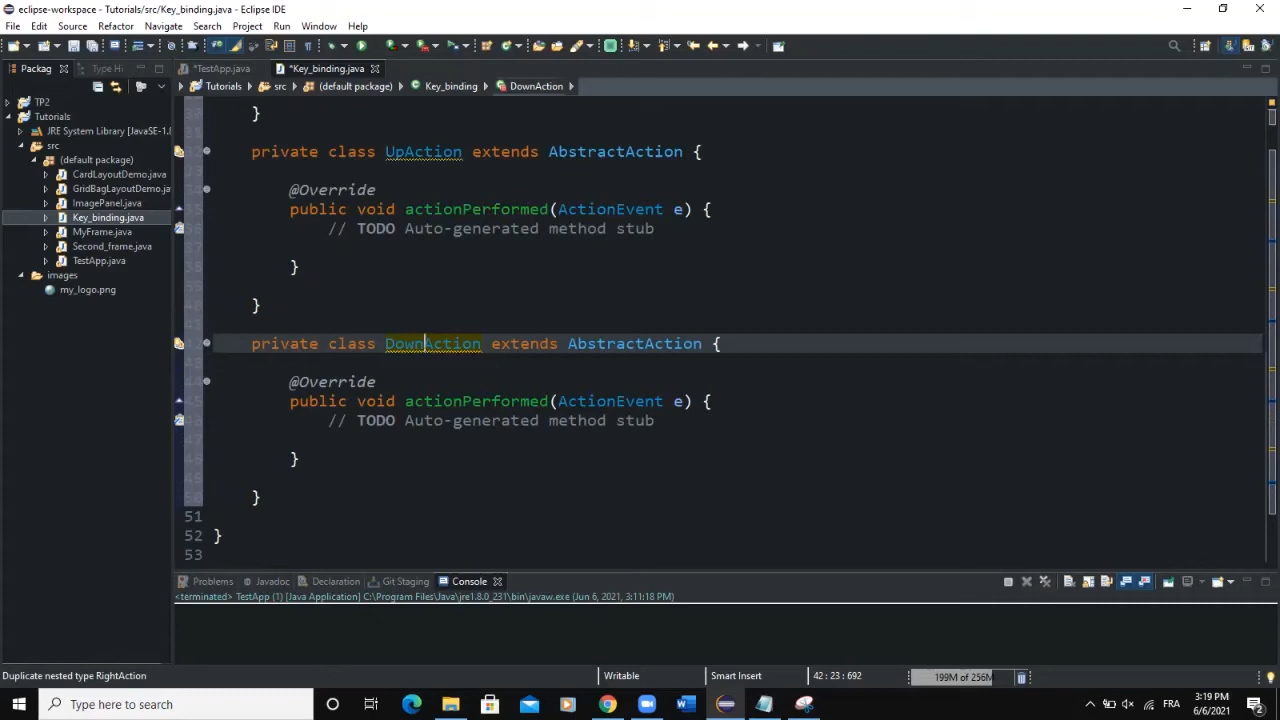 eclipse-workspace - Tutorials/src/Key_binding.java - Eclipse IDE
File Edit Source Refactor Navigate Search Project Run Window Help
Packag Type Hi *TestApp.java *Key_binding.java
Tutorials src (default package) Key_binding DownAction
TP2
Tutorials
JRE System Library [JavaSE-1.
src
(default package)
CardLayoutDemo.java
GridBagLayoutDemo.ja
ImagePanel.java
Key_binding.java
MyFrame.java
Second_frame.java
TestApp.java
images
my_logo.png
}
private class UpAction extends AbstractAction {
@Override
public void actionPerformed(ActionEvent e) {
// TODO Auto-generated method stub
}
}
private class DownAction extends AbstractAction {
@Override
public void actionPerformed(ActionEvent e) {
// TODO Auto-generated method stub
}
}
51
52 }
53
Problems Javadoc Declaration Git Staging Console
<terminated> TestApp (1) [Java Application] C:\Program Files\Java\jre1.8.0_231\bin\javaw.exe (Jun 6, 2021, 3:11:18 PM)
Duplicate nested type RightAction Writable Smart Insert 42 : 23 : 692 199M of 256M
Type here to search
FRA
3:19 PM
6/6/2021
2